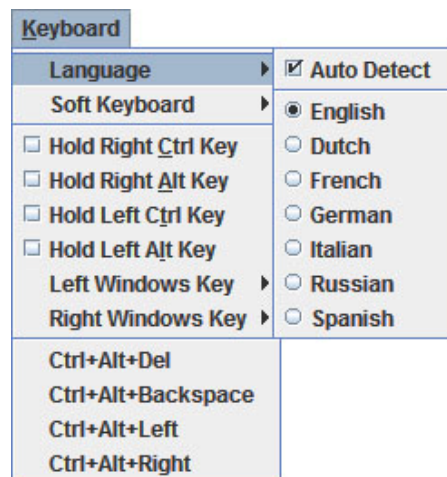 Keyboard
Language
Soft Keyboard
Hold Right Ctrl Key
Hold Right Alt Key
Hold Left Ctrl Key
Hold Left Alt Key
Left Windows Key
Right Windows Key
Ctrl+Alt+Del
Ctrl+Alt+Backspace
Ctrl+Alt+Left
Ctrl+Alt+Right
Auto Detect
English
Dutch
French
German
Italian
Russian
Spanish